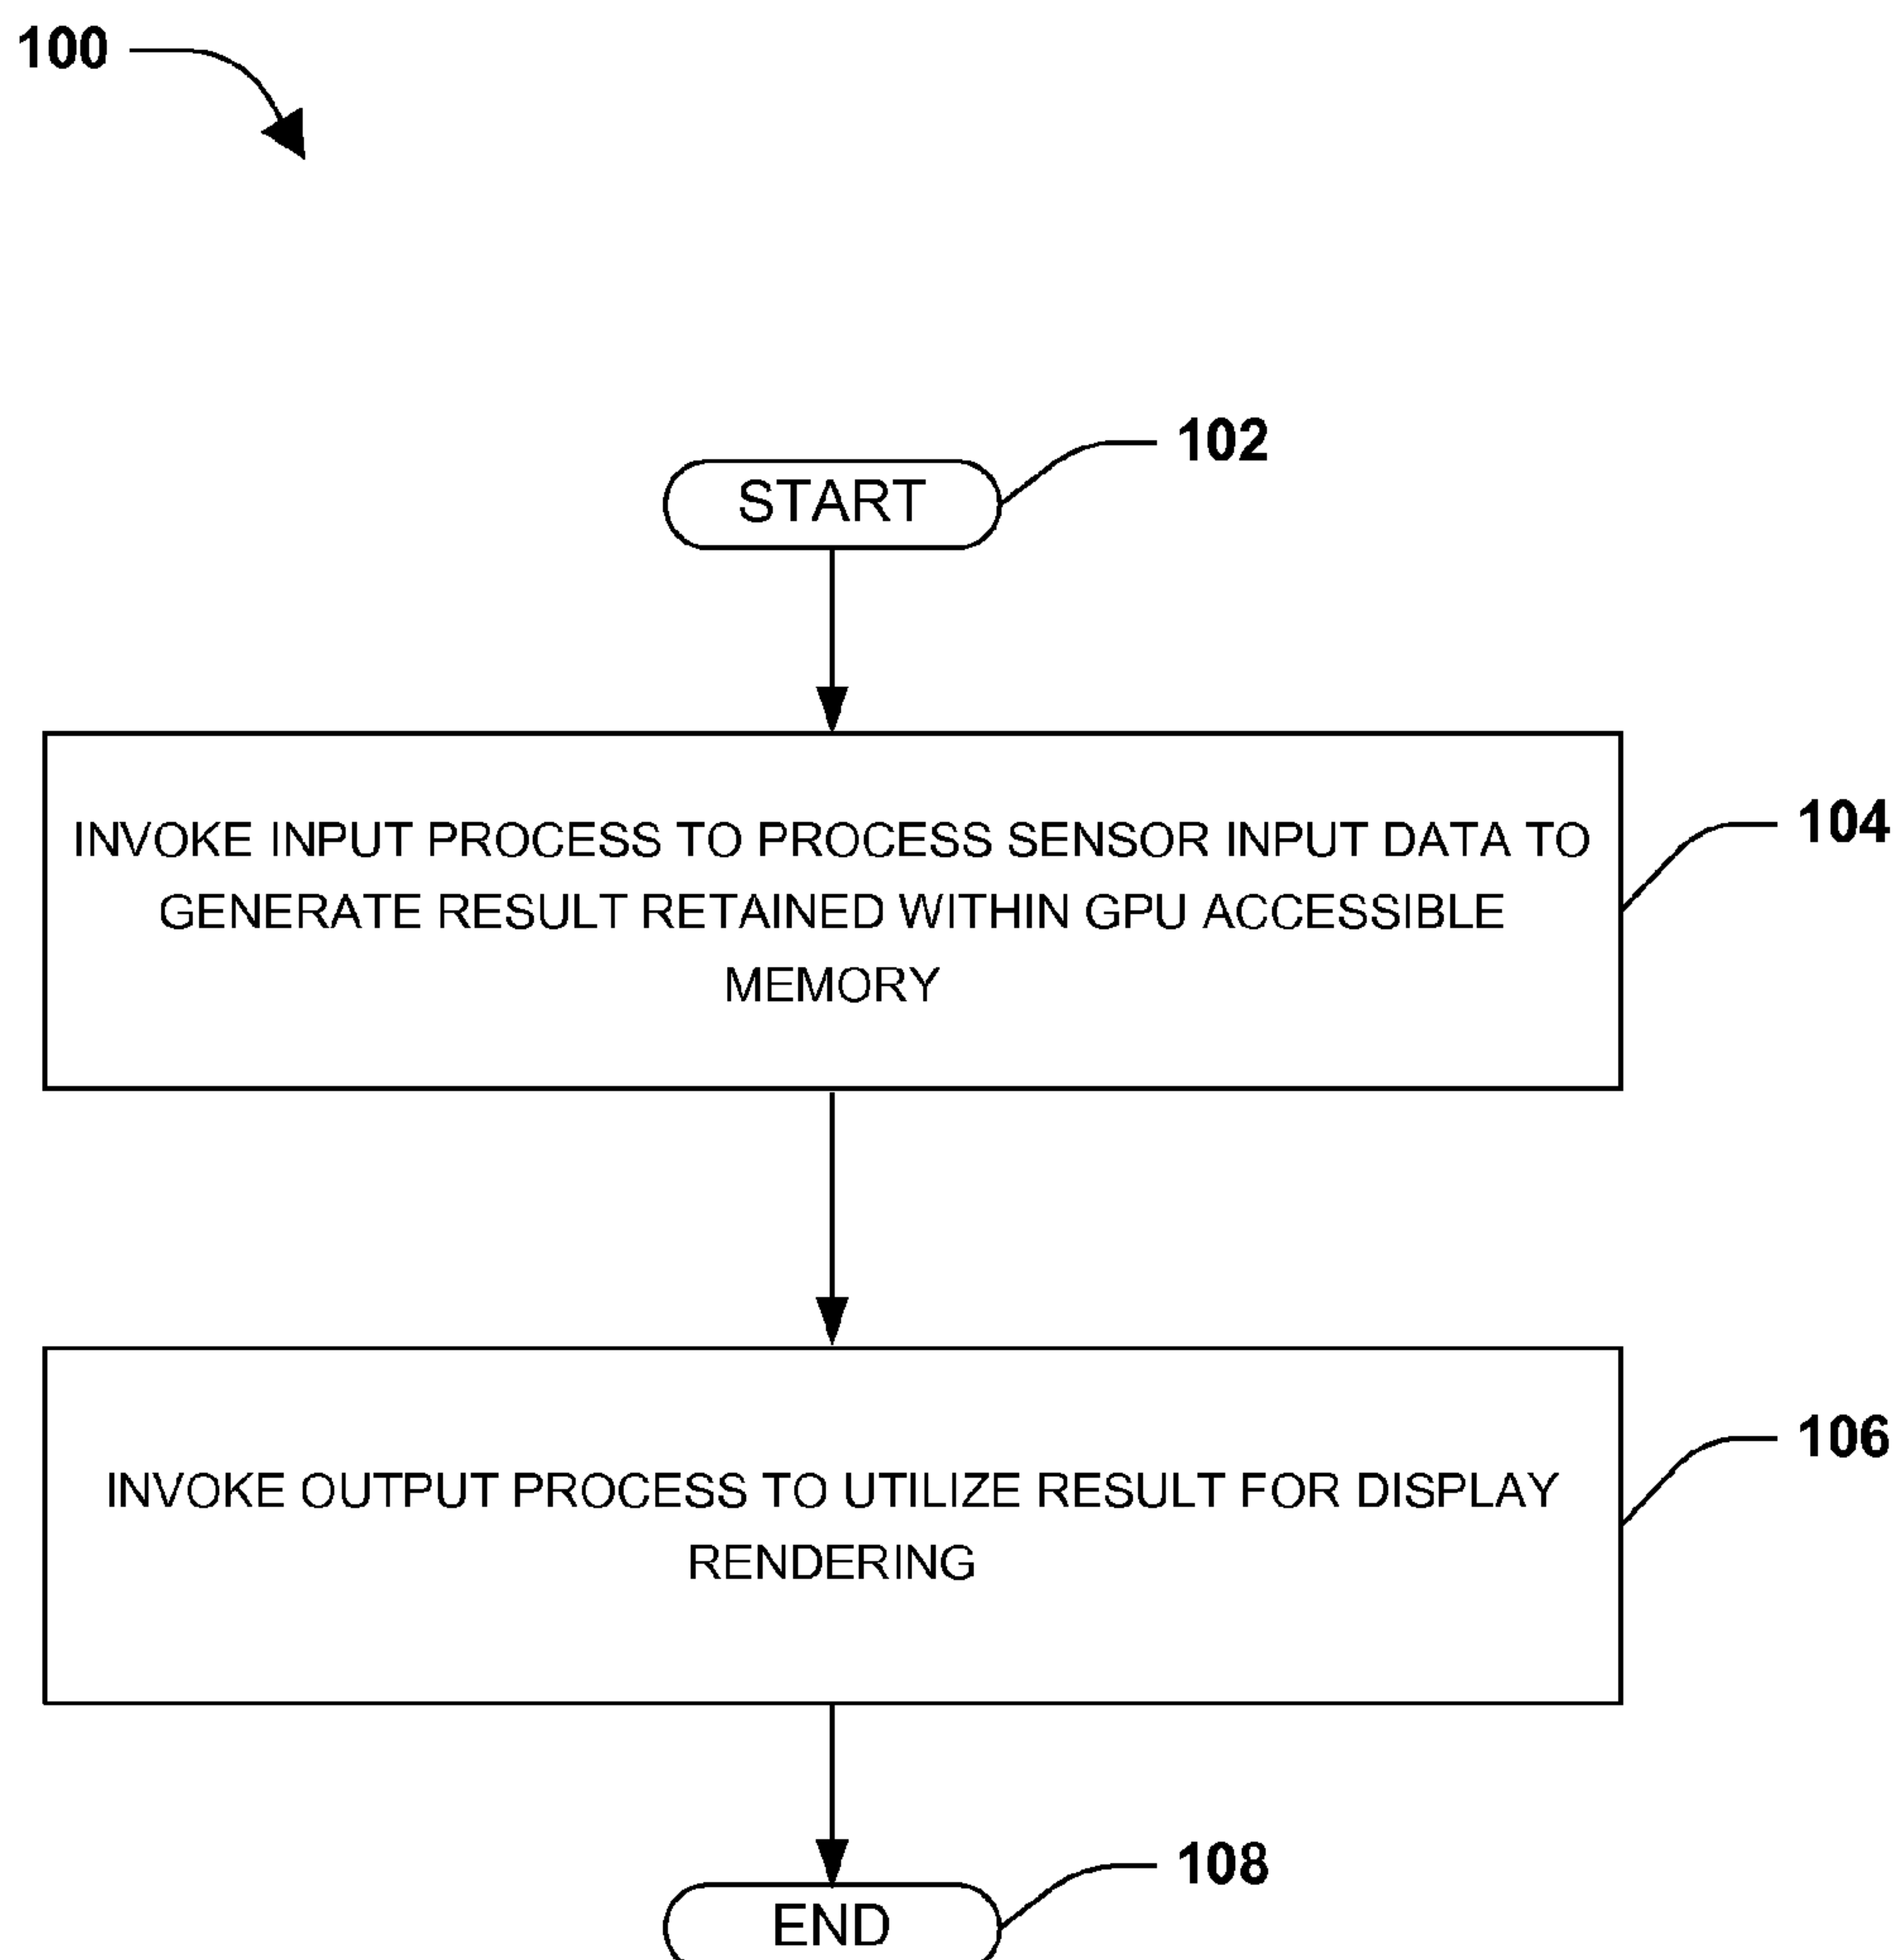 100
102
START
104
INVOKE INPUT PROCESS TO PROCESS SENSOR INPUT DATA TO
GENERATE RESULT RETAINED WITHIN GPU ACCESSIBLE
MEMORY
106
INVOKE OUTPUT PROCESS TO UTILIZE RESULT FOR DISPLAY
RENDERING
108
END